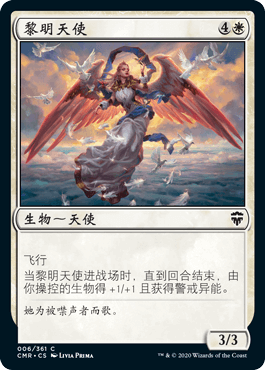 黎明天使 4
生物～天使
飞行
当黎明天使进战场时，直到回合结束，由
你操控的生物得 +1/+1 且获得警戒异能。
她为被噤声者而歌。
3/3
006/361 C
CMR • CS LIVIA PRIMA
™ & © 2020 Wizards of the Coast